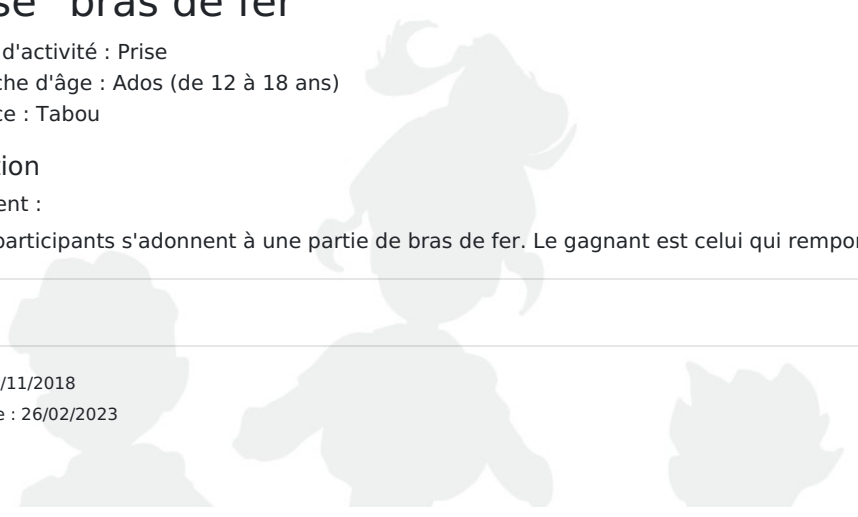 se "bras de fer"
d'activité : Prise
che d'âge : Ados (de 12 à 18 ans)
ce : Tabou
tion
ent :
participants s'adonnent à une partie de bras de fer. Le gagnant est celui qui rempor
/11/2018
e : 26/02/2023